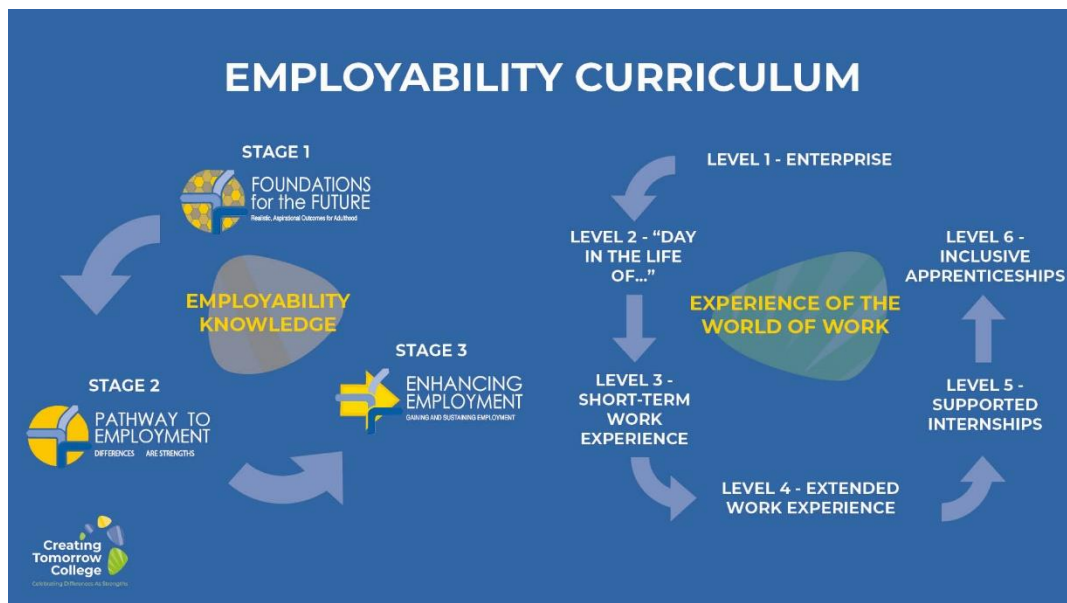 EMPLOYABILITY CURRICULUM
STAGE 1
FOUNDATIONS
for the FUTURE
Realistic, Aspirational Outcomes for Adulthood
EMPLOYABILITY
KNOWLEDGE
STAGE 2
PATHWAY TO
EMPLOYMENT
DIFFERENCES ARE STRENGTHS
STAGE 3
ENHANCING
EMPLOYMENT
GAINING AND SUSTAINING EMPLOYMENT
LEVEL 1 - ENTERPRISE
LEVEL 2 - “DAY
IN THE LIFE
OF...”
LEVEL 3 -
SHORT-TERM
WORK
EXPERIENCE
LEVEL 4 - EXTENDED
WORK EXPERIENCE
LEVEL 5 -
SUPPORTED
INTERNSHIPS
LEVEL 6 -
INCLUSIVE
APPRENTICESHIPS
EXPERIENCE OF THE
WORLD OF WORK
Creating
Tomorrow
College
Celebrating Differences As Strengths